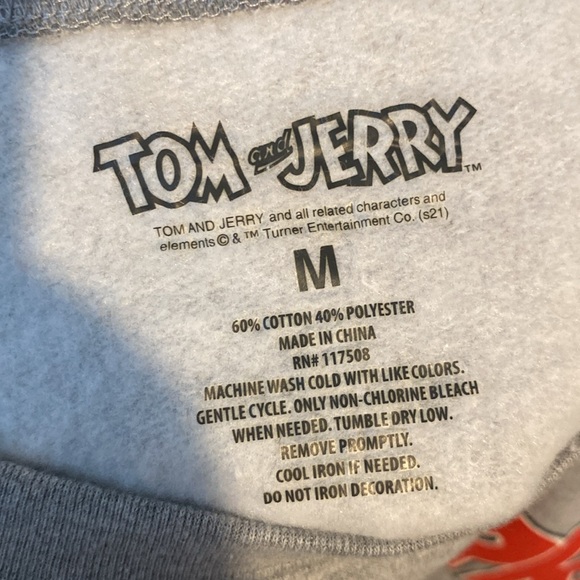 TOM and JERRY™
TOM AND JERRY and all related characters and
elements © & ™ Turner Entertainment Co. (s21)
M
60% COTTON 40% POLYESTER
MADE IN CHINA
RN# 117508
MACHINE WASH COLD WITH LIKE COLORS.
GENTLE CYCLE. ONLY NON-CHLORINE BLEACH
WHEN NEEDED. TUMBLE DRY LOW.
REMOVE PROMPTLY.
COOL IRON IF NEEDED.
DO NOT IRON DECORATION.